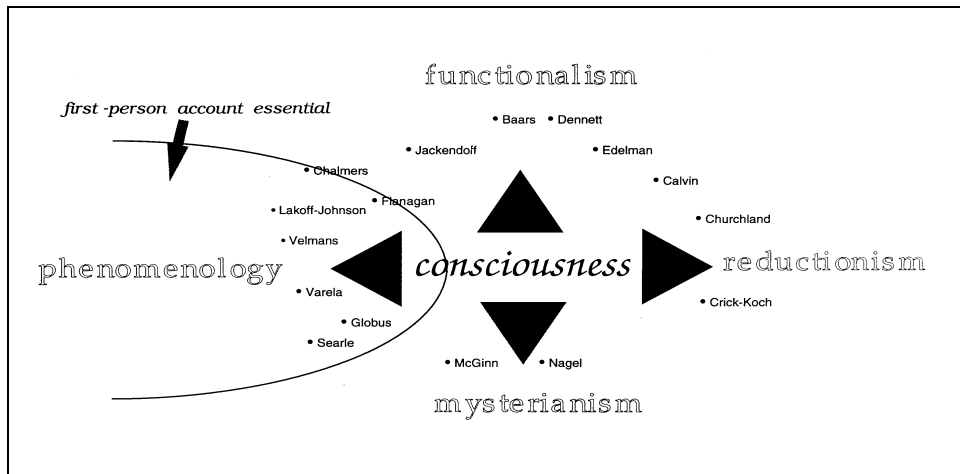 functionalism
first-person account essential
Baars
Dennett
Jackendoff
Edelman
Chalmers
Calvin
Flanagan
Lakoff-Johnson
Churchland
Velmans
phenomenology
consciousness
reductionism
Varela
Crick-Koch
Globus
Searle
McGinn
Nagel
mysterianism